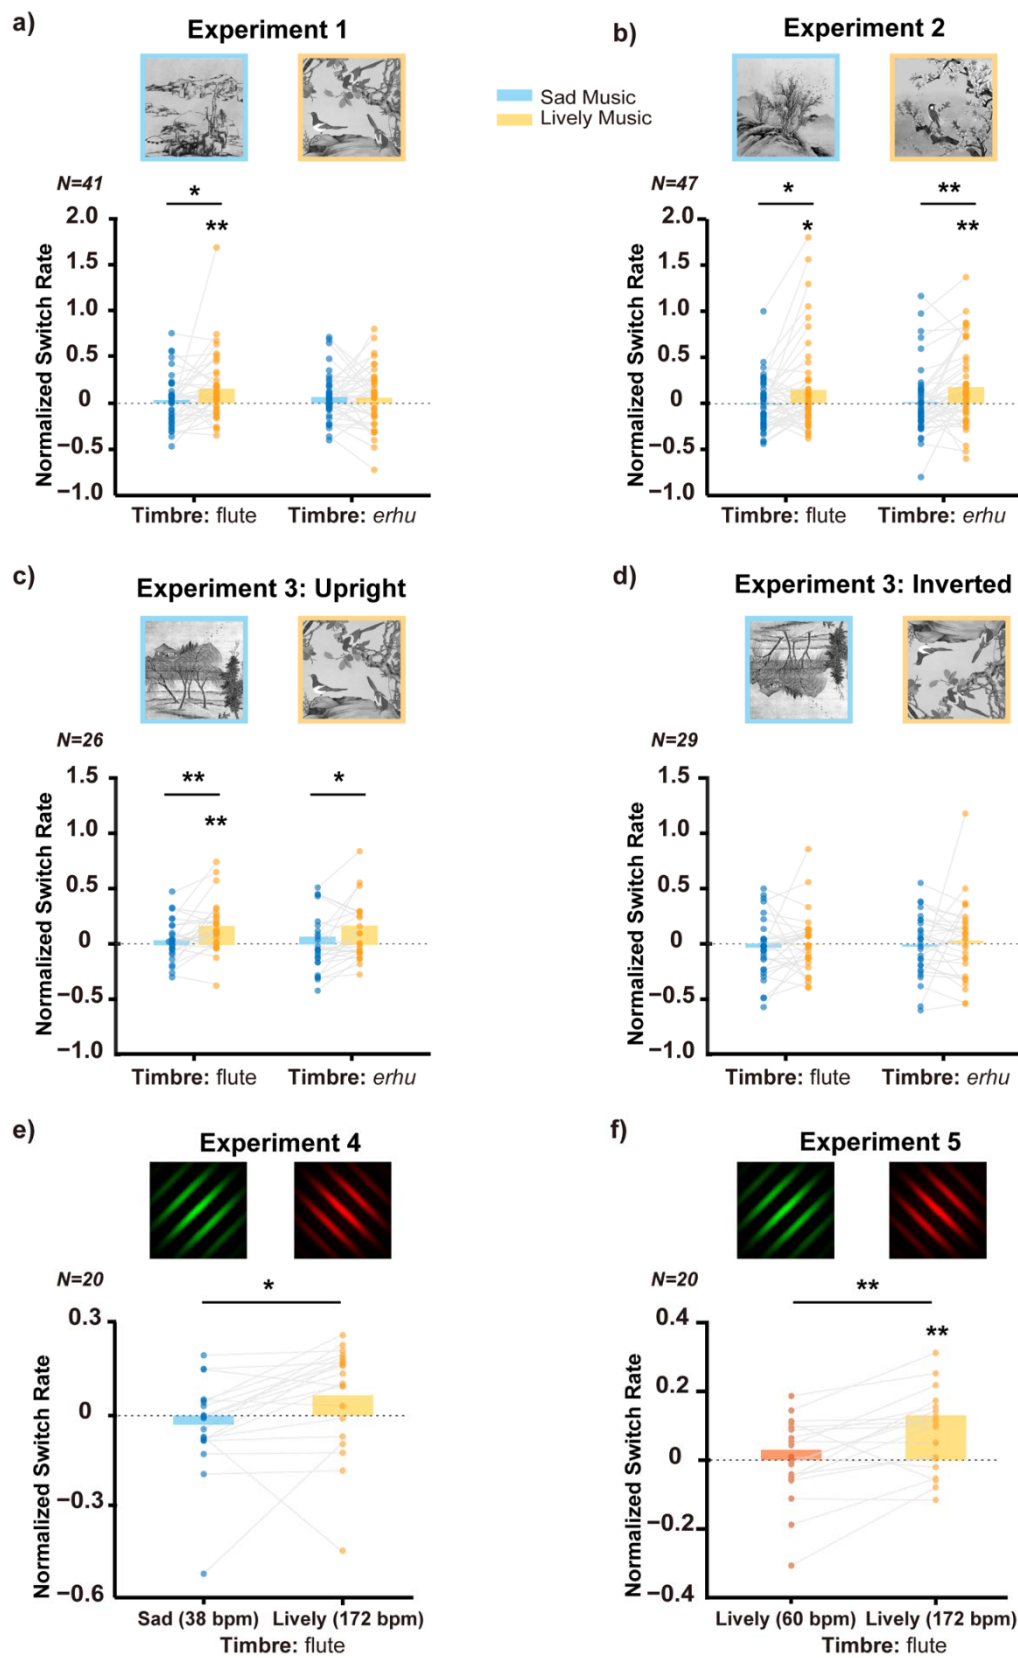 a)
Experiment 1
b)
Experiment 2
Sad Music
Lively Music
N=41
*
**
2.0
1.5
1.0
0.5
0
−0.5
−1.0
Normalized Switch Rate
Timbre: flute
Timbre: erhu
N=47
*
*
**
**
2.0
1.5
1.0
0.5
0
−0.5
−1.0
Normalized Switch Rate
Timbre: flute
Timbre: erhu
c)
Experiment 3: Upright
N=26
**
**
*
1.5
1.0
0.5
0
−0.5
−1.0
Normalized Switch Rate
Timbre: flute
Timbre: erhu
d)
Experiment 3: Inverted
N=29
1.5
1.0
0.5
0
−0.5
−1.0
Normalized Switch Rate
Timbre: flute
Timbre: erhu
e)
Experiment 4
N=20
*
0.3
0
−0.3
−0.6
Normalized Switch Rate
Sad (38 bpm)
Lively (172 bpm)
Timbre: flute
f)
Experiment 5
N=20
**
**
0.4
0.2
0
−0.2
−0.4
Normalized Switch Rate
Lively (60 bpm)
Lively (172 bpm)
Timbre: flute